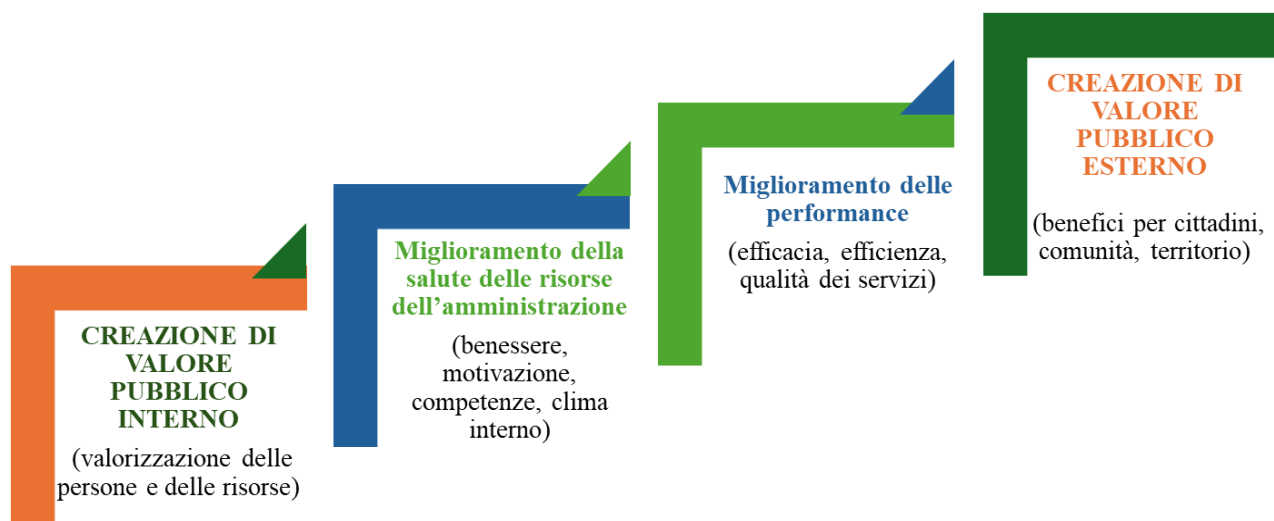 CREAZIONE DI
VALORE
PUBBLICO
INTERNO
(valorizzazione delle
persone e delle risorse)
Miglioramento della
salute delle risorse
dell’amministrazione
(benessere,
motivazione,
competenze, clima
interno)
Miglioramento delle
performance
(efficacia, efficienza,
qualità dei servizi)
CREAZIONE DI
VALORE
PUBBLICO
ESTERNO
(benefici per cittadini,
comunità, territorio)